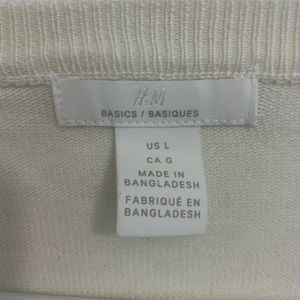 H&M
BASICS / BASIQUES
US L
CA G
MADE IN
BANGLADESH
FABRIQUÉ EN
BANGLADESH